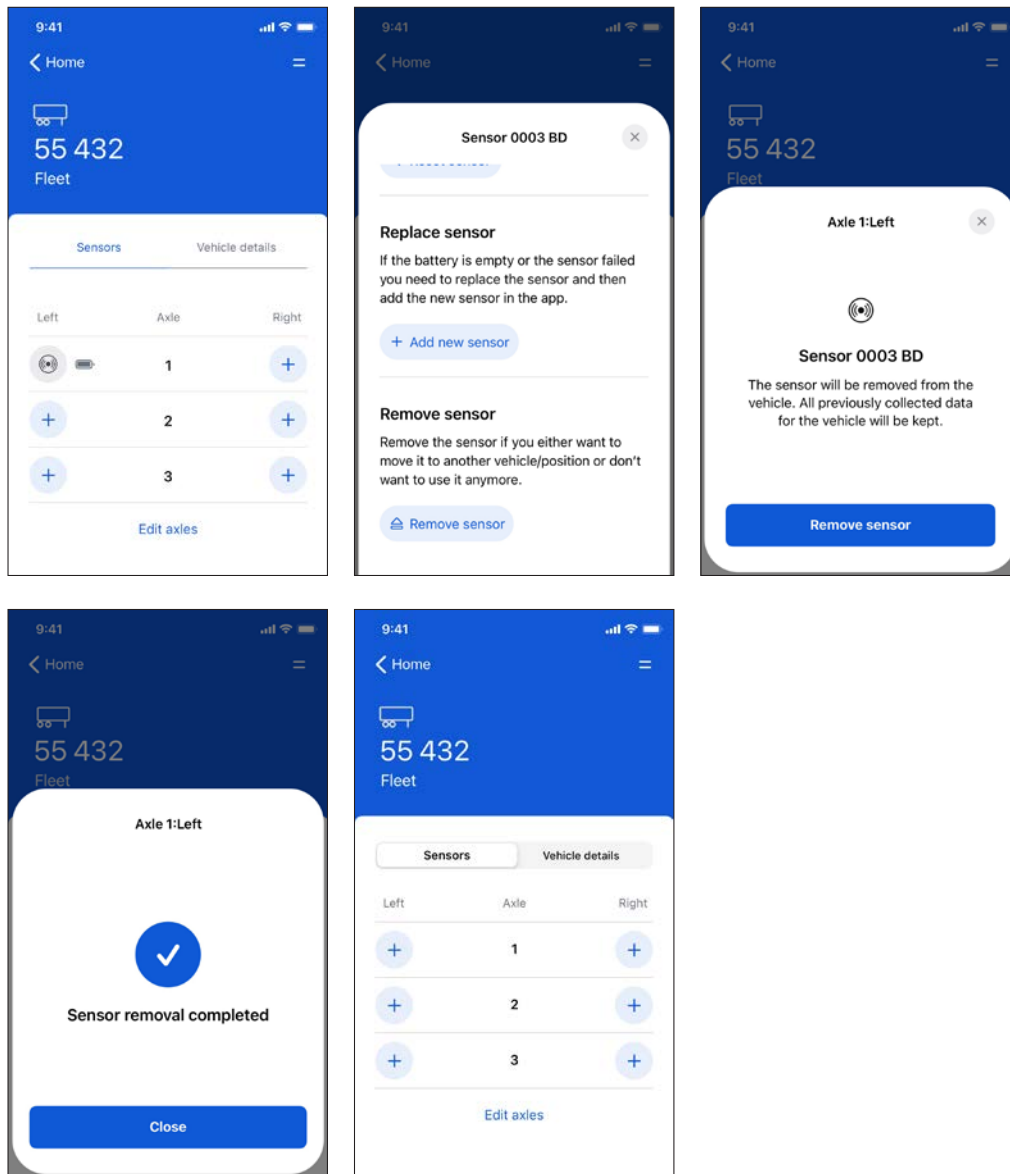 9:41
Home
55 432
Fleet
Sensors Vehicle details
Left Axle Right
1
2
3
Edit axles
9:41
Home
Sensor 0003 BD
Replace sensor
If the battery is empty or the sensor failed
you need to replace the sensor and then
add the new sensor in the app.
+ Add new sensor
Remove sensor
Remove the sensor if you either want to
move it to another vehicle/position or don't
want to use it anymore.
Remove sensor
9:41
Home
55 432
Fleet
Axle 1:Left
Sensor 0003 BD
The sensor will be removed from the
vehicle. All previously collected data
for the vehicle will be kept.
Remove sensor
9:41
Home
55 432
Fleet
Axle 1:Left
Sensor removal completed
Close
9:41
Home
55 432
Fleet
Sensors Vehicle details
Left Axle Right
1
2
3
Edit axles